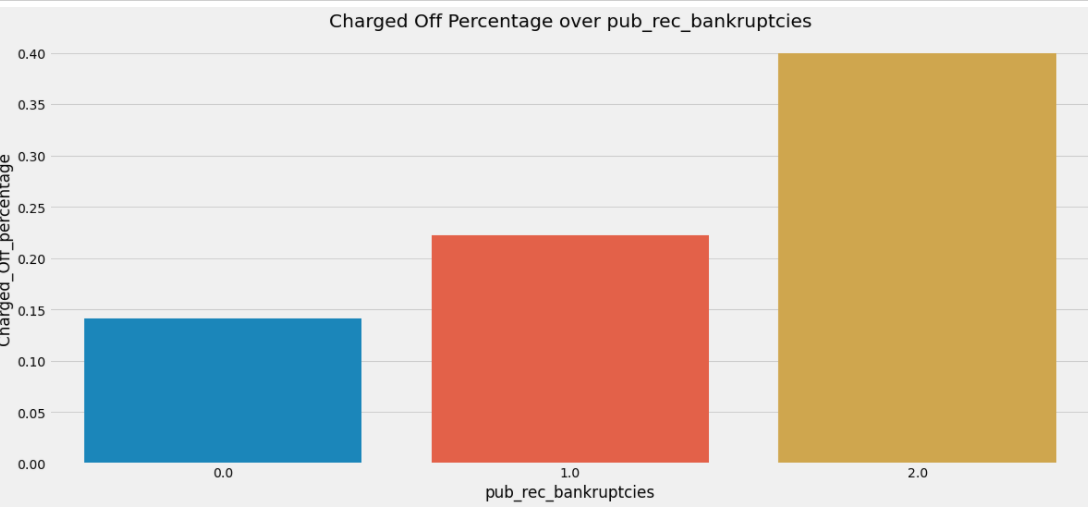 Charged Off Percentage over pub_rec_bankruptcies
0.40
0.35
0.30
0.25
0.20
0.15
0.10
0.05
0.00
Charged_Off_percentage
0.0 1.0 2.0
pub_rec_bankruptcies